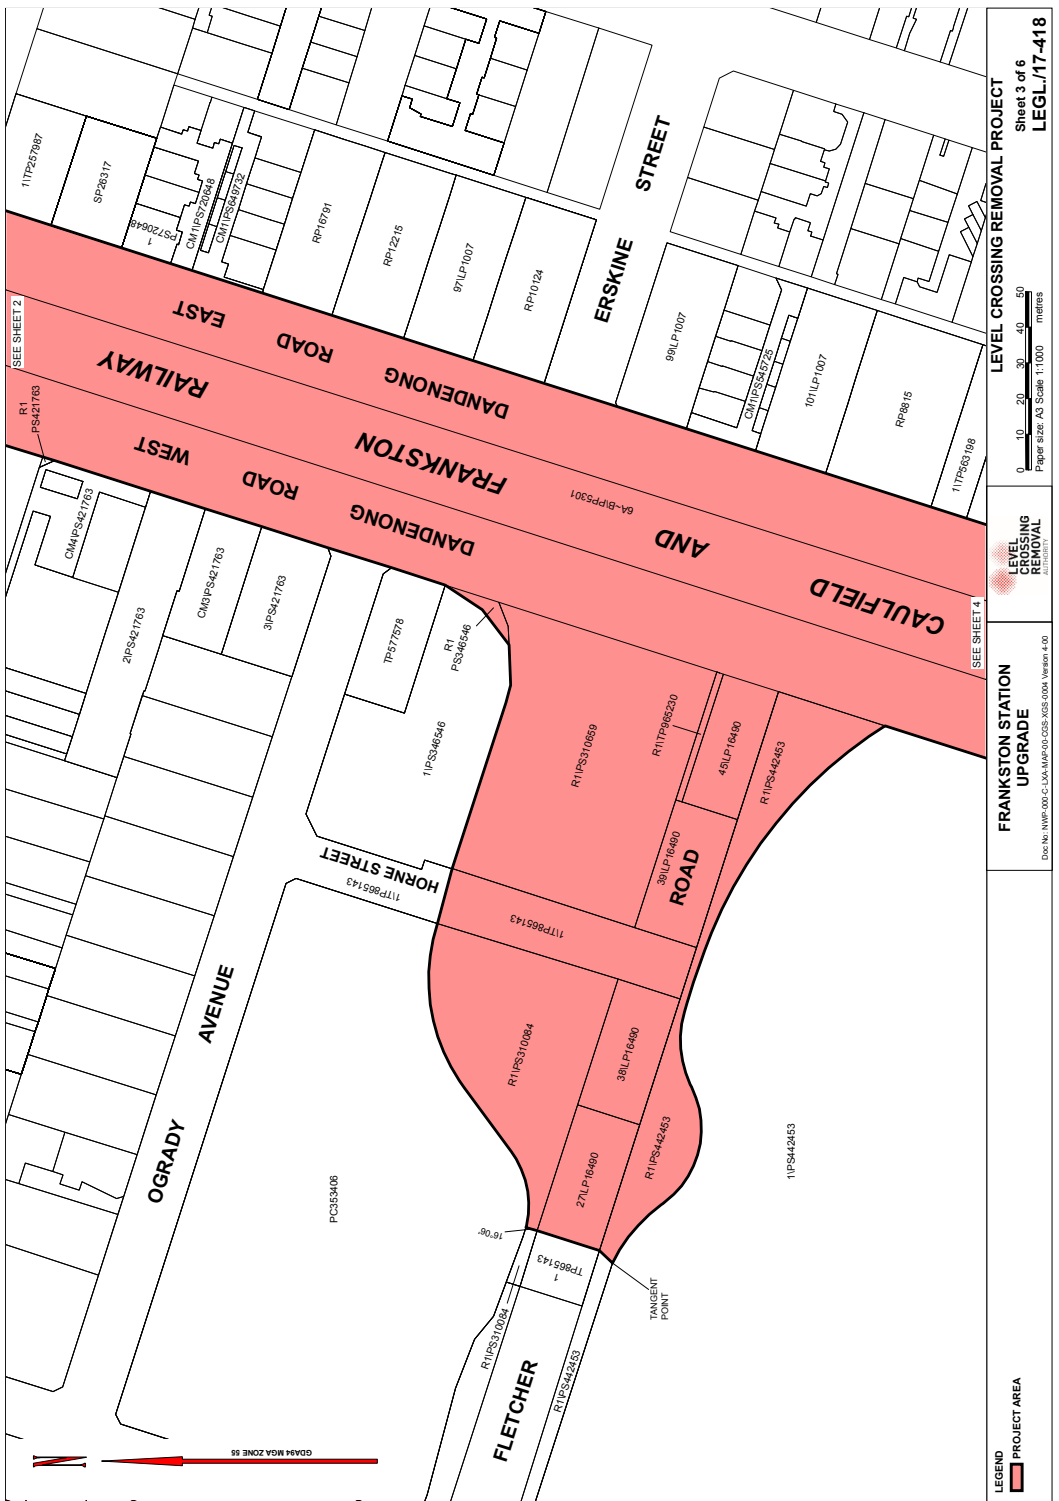 1\TP257987
SP26317
1
PS720648
CM1\PS720648
CM1\PS649732
RP16791
RP12215
97\LP1007
RP10124
ERSKINE STREET
99\LP1007
CM1\PS545725
101\LP1007
RP8815
1\TP563198
SEE SHEET 2
DANDENONG ROAD EAST
CAULFIELD AND FRANKSTON RAILWAY
6A~B\PP5301
DANDENONG ROAD WEST
SEE SHEET 4
R1
PS421763
CM4\PS421763
2\PS421763
CM3\PS421763
3\PS421763
TP577578
R1
PS346546
1\PS346546
R1\PS310659
R1\TP965230
45\LP16490
R1\PS442453
39\LP16490
ROAD
HORNE STREET
1\TP865143
1\TP865143
OGRADY AVENUE
R1\PS310084
38\LP16490
27\LP16490
R1\PS442453
1\PS442453
PC353406
16°06'
1
TP865143
TANGENT
POINT
R1\PS310084
FLETCHER
R1\PS442453
GDA94 MGA ZONE 55
LEGEND
PROJECT AREA
FRANKSTON STATION
UPGRADE
Doc No: NWP-000-C-LXA-MAP-00-CGS-XGS-0004 Version 4-00
LEVEL
CROSSING
REMOVAL
AUTHORITY
LEVEL CROSSING REMOVAL PROJECT
0 10 20 30 40 50
metres
Paper size: A3 Scale 1:1000
Sheet 3 of 6
LEGL./17-418